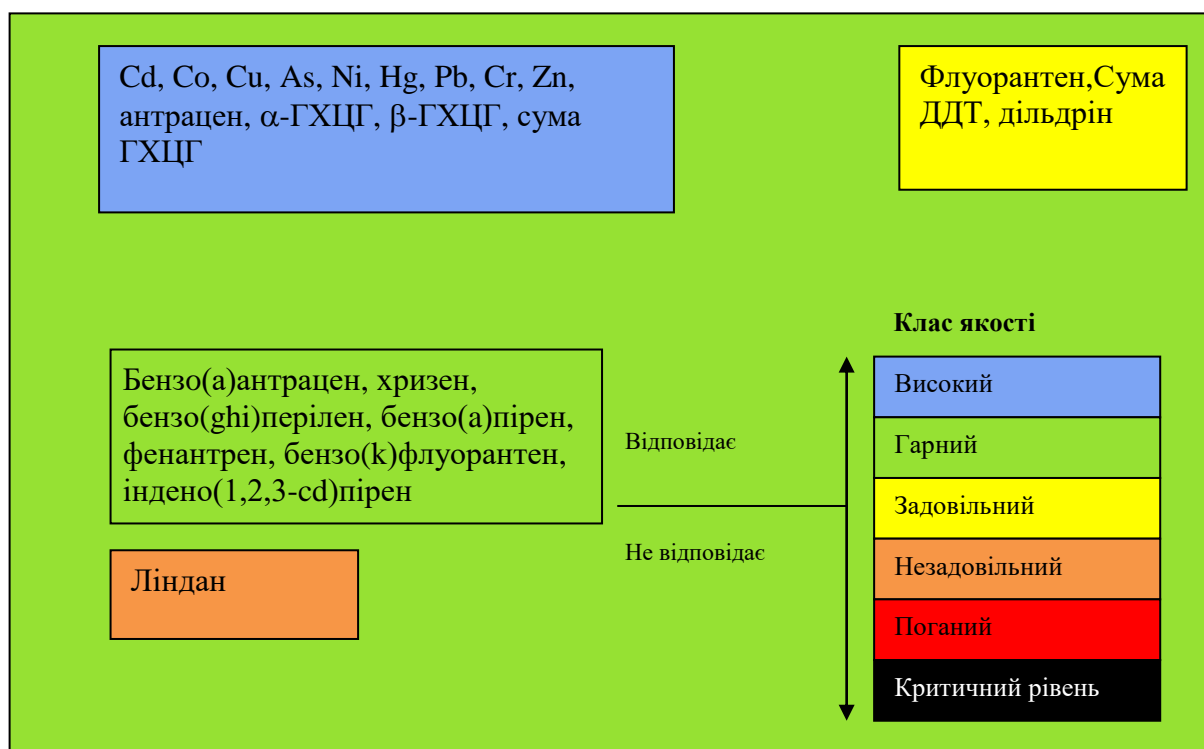 Cd, Co, Cu, As, Ni, Hg, Pb, Cr, Zn,
антрацен, α-ГХЦГ, β-ГХЦГ, сума
ГХЦГ
Флуорантен,Сума
ДДТ, дільдрін
Бензо(а)антрацен, хризен,
бензо(ghi)перілен, бензо(а)пірен,
фенантрен, бензо(k)флуорантен,
індено(1,2,3-cd)пірен
Ліндан
Відповідає
Не відповідає
Клас якості
Високий
Гарний
Задовільний
Незадовільний
Поганий
Критичний рівень